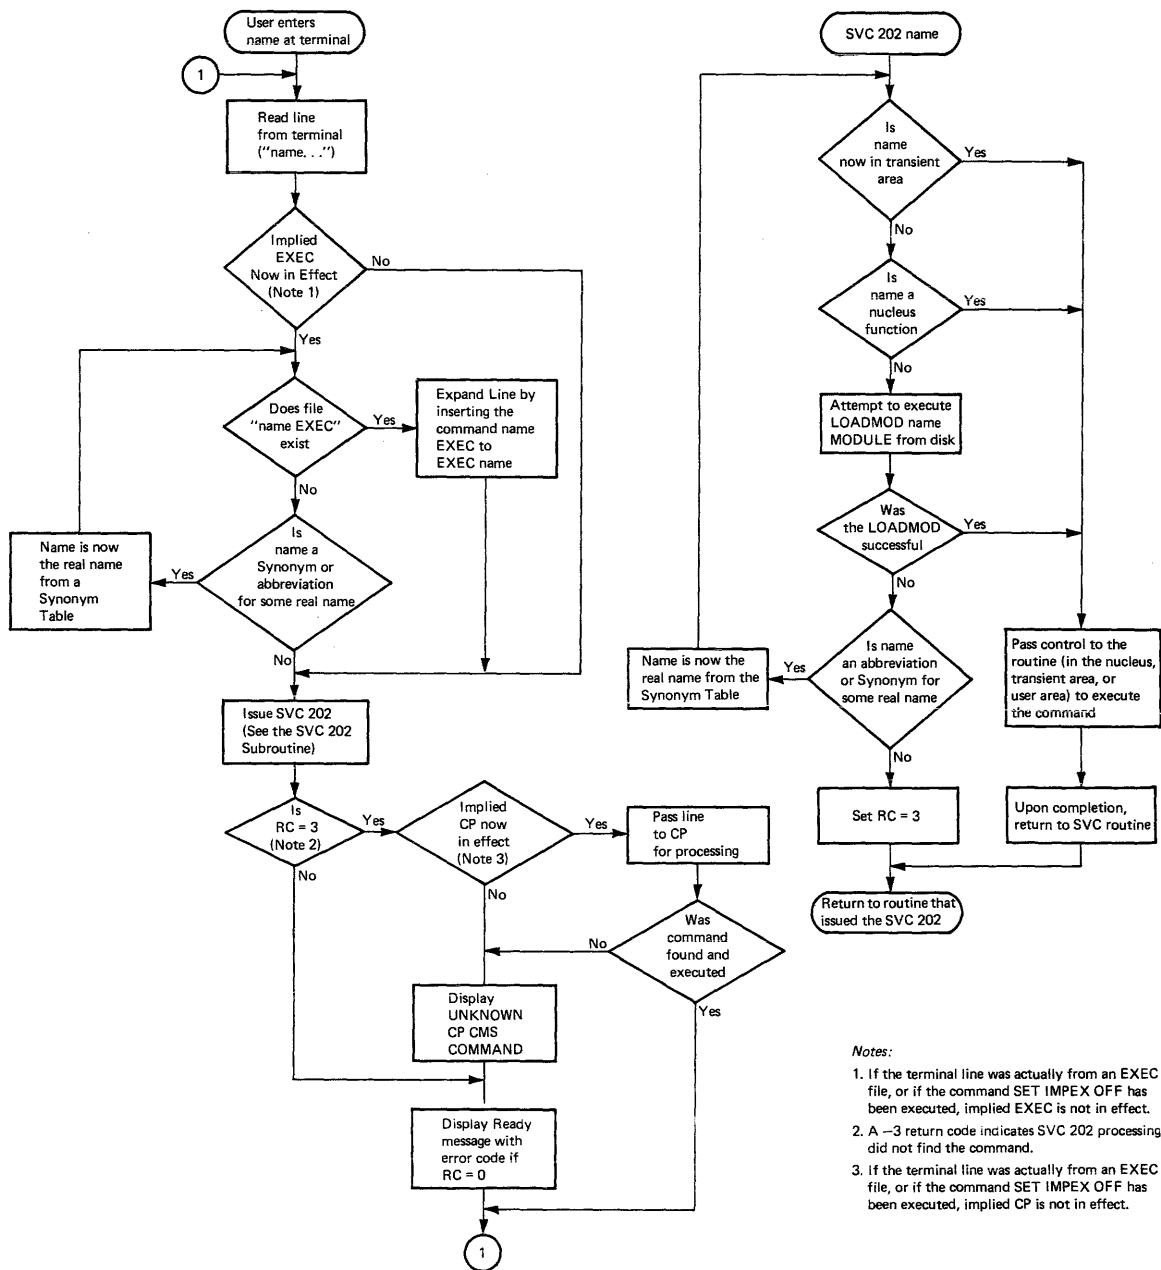 User enters
name at terminal
1
Read line
from terminal
("name. . .")
Implied
EXEC
Now in Effect
(Note 1)
No
Yes
Does file
"name EXEC"
exist
Yes
Expand Line by
inserting the
command name
EXEC to
EXEC name
No
Is
name a
Synonym or
abbreviation
for some real name
Yes
Name is now
the real name
from a
Synonym
Table
No
Issue SVC 202
(See the SVC 202
Subroutine)
Is
RC = 3
(Note 2)
Yes
No
Implied
CP now
in effect
(Note 3)
Yes
No
Pass line
to CP
for processing
Was
command
found and
executed
No
Yes
Display
UNKNOWN
CP CMS
COMMAND
Display Ready
message with
error code if
RC = 0
1
SVC 202 name
Is
name
now in transient
area
Yes
No
Is
name a
nucleus
function
Yes
No
Attempt to execute
LOADMOD name
MODULE from disk
Was
the LOADMOD
successful
Yes
No
Is name
an abbreviation
or Synonym for
some real name
Yes
Name is now the
real name from the
Synonym Table
No
Set RC = 3
Pass control to the
routine (in the nucleus,
transient area, or
user area) to execute
the command
Upon completion,
return to SVC routine
Return to routine that
issued the SVC 202
Notes:
1. If the terminal line was actually from an EXEC
file, or if the command SET IMPEX OFF has
been executed, implied EXEC is not in effect.
2. A −3 return code indicates SVC 202 processing
did not find the command.
3. If the terminal line was actually from an EXEC
file, or if the command SET IMPEX OFF has
been executed, implied CP is not in effect.